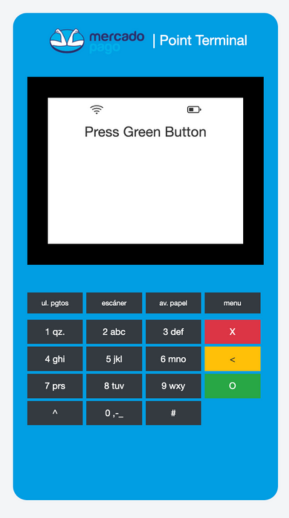 mercado
pago
| Point Terminal
Press Green Button
ul. pgtos escáner av. papel menu
1 qz. 2 abc 3 def X
4 ghi 5 jkl 6 mno <
7 prs 8 tuv 9 wxy O
^ 0 ,-_ #